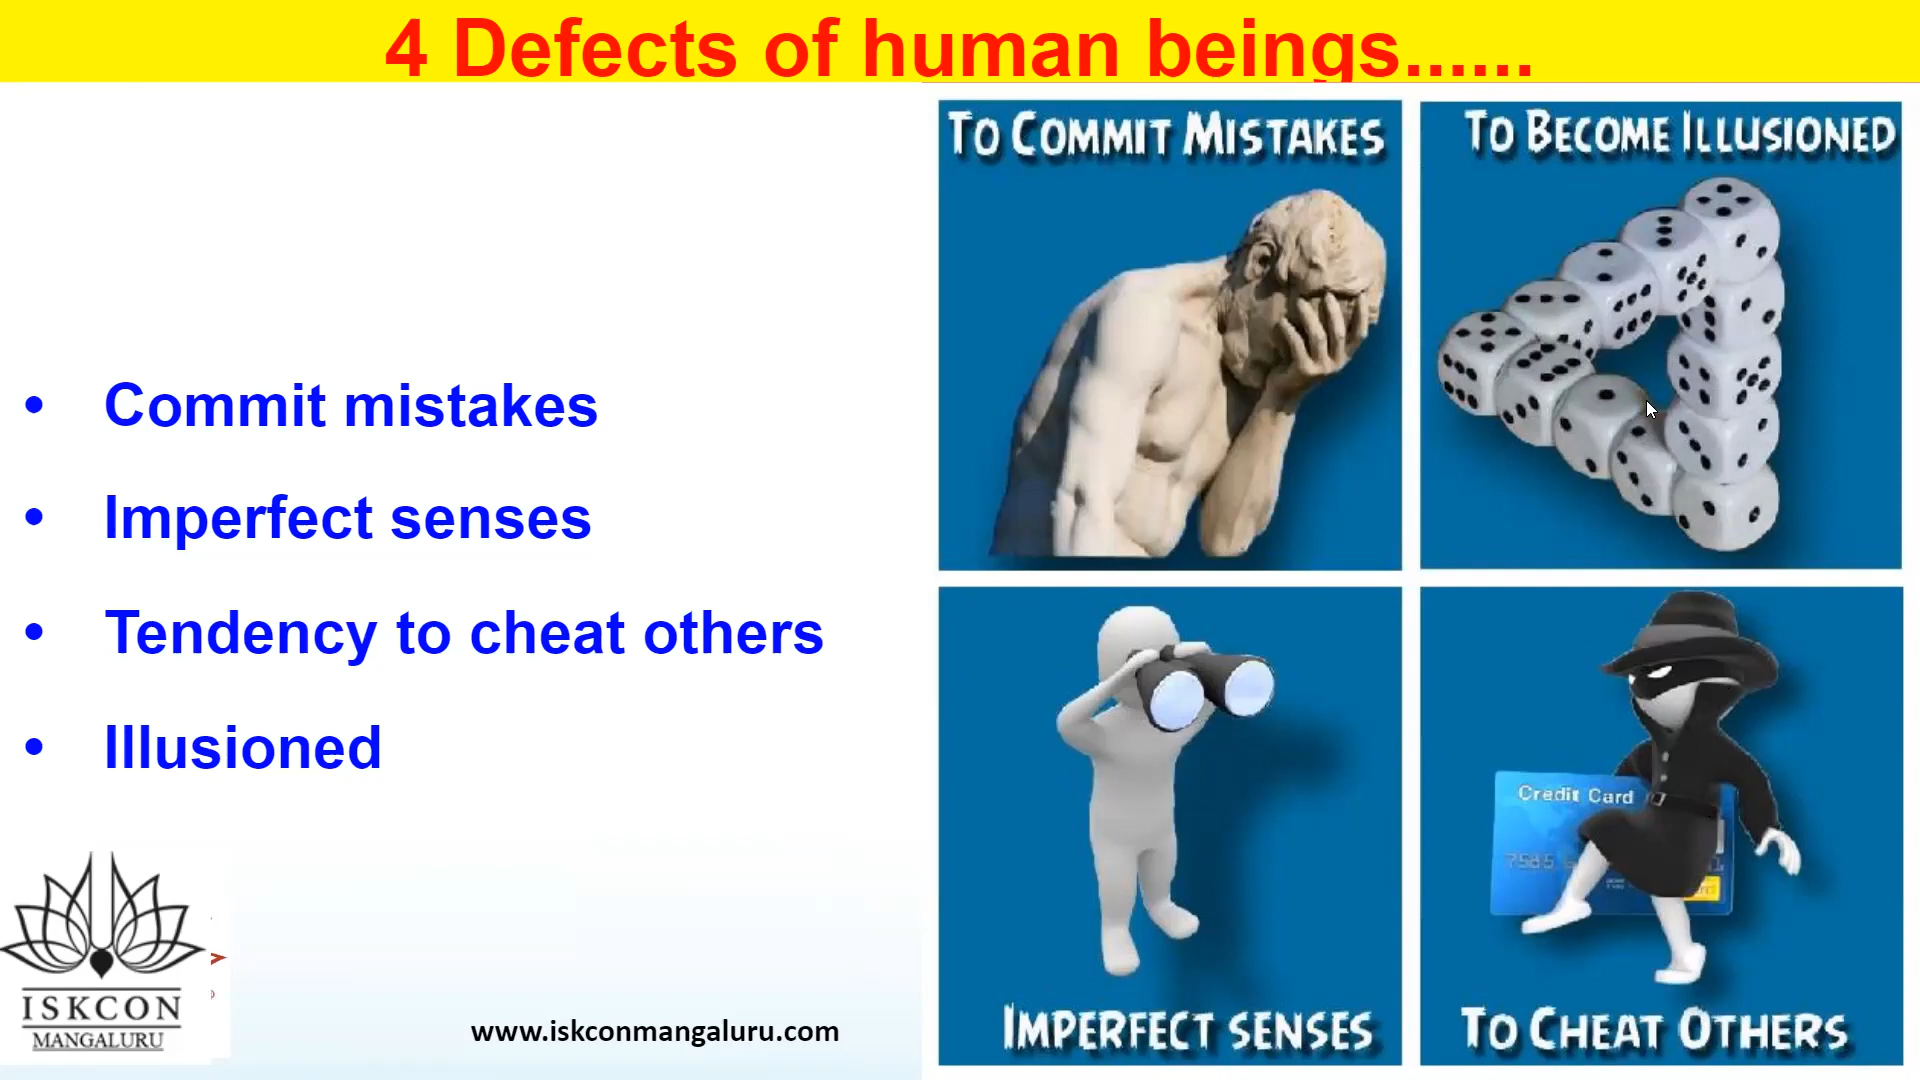 4 Defects of human beings......
• Commit mistakes
• Imperfect senses
• Tendency to cheat others
• Illusioned
TO COMMIT MISTAKES
TO BECOME ILLUSIONED
IMPERFECT SENSES
Credit Card
TO CHEAT OTHERS
ISKCON
MANGALURU
www.iskconmangaluru.com